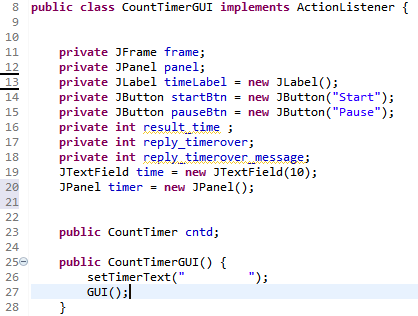 8 public class CountTimerGUI implements ActionListener {
9
10
11 private JFrame frame;
12 private JPanel panel;
13 private JLabel timeLabel = new JLabel();
14 private JButton startBtn = new JButton("Start");
15 private JButton pauseBtn = new JButton("Pause");
16 private int result_time ;
17 private int reply_timerover;
18 private int reply_timerover_message;
19 JTextField time = new JTextField(10);
20 JPanel timer = new JPanel();
21
22
23 public CountTimer cntd;
24
25 public CountTimerGUI() {
26 setTimerText("         ");
27 GUI();
28 }